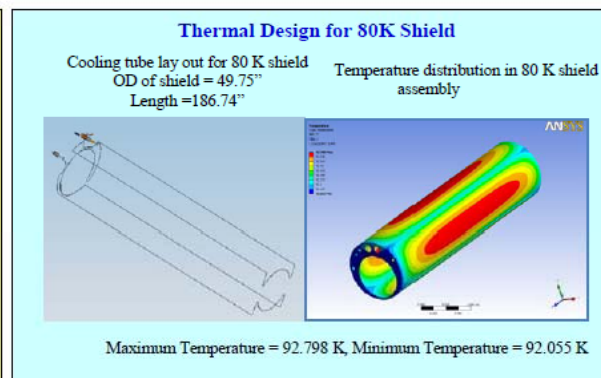 Thermal Design for 80K Shield
Cooling tube lay out for 80 K shield
OD of shield = 49.75”
Length =186.74”
Temperature distribution in 80 K shield
assembly
ANSYS
Maximum Temperature = 92.798 K, Minimum Temperature = 92.055 K